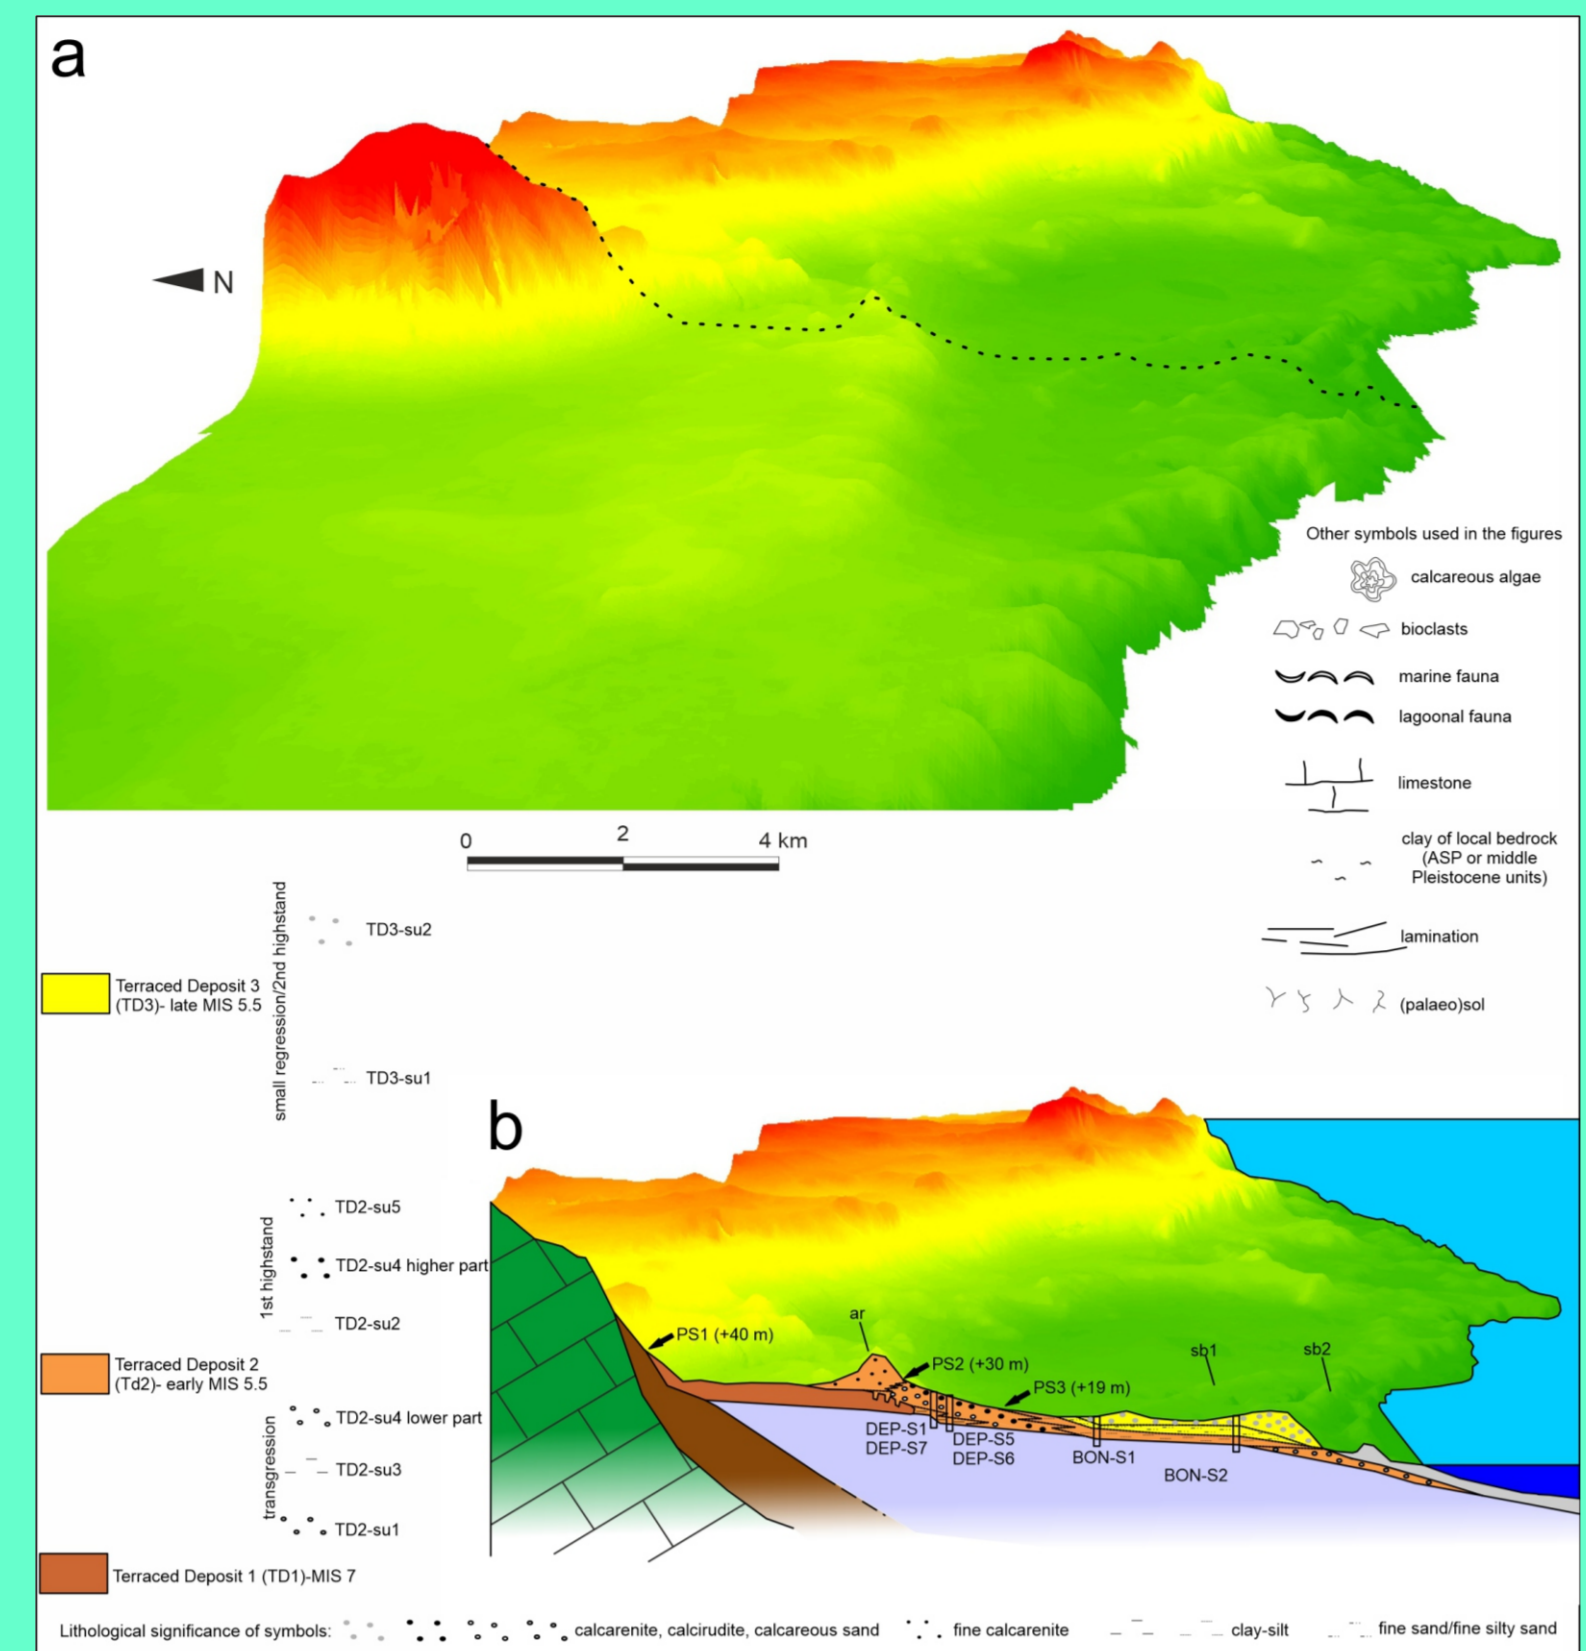 a
N
Other symbols used in the figures
calcareous algae
bioclasts
marine fauna
lagoonal fauna
limestone
clay of local bedrock
(ASP or middle
Pleistocene units)
lamination
(palaeo)sol
0 2 4 km
small regression/2nd highstand
TD3-su2
Terraced Deposit 3
(TD3)- late MIS 5.5
TD3-su1
1st highstand
TD2-su5
TD2-su4 higher part
TD2-su2
Terraced Deposit 2
(Td2)- early MIS 5.5
transgression
TD2-su4 lower part
TD2-su3
TD2-su1
Terraced Deposit 1 (TD1)-MIS 7
b
PS1 (+40 m)
ar
PS2 (+30 m)
PS3 (+19 m)
sb1
sb2
DEP-S1
DEP-S7
DEP-S5
DEP-S6
BON-S1
BON-S2
Lithological significance of symbols: calcarenite, calcirudite, calcareous sand fine calcarenite clay-silt fine sand/fine silty sand